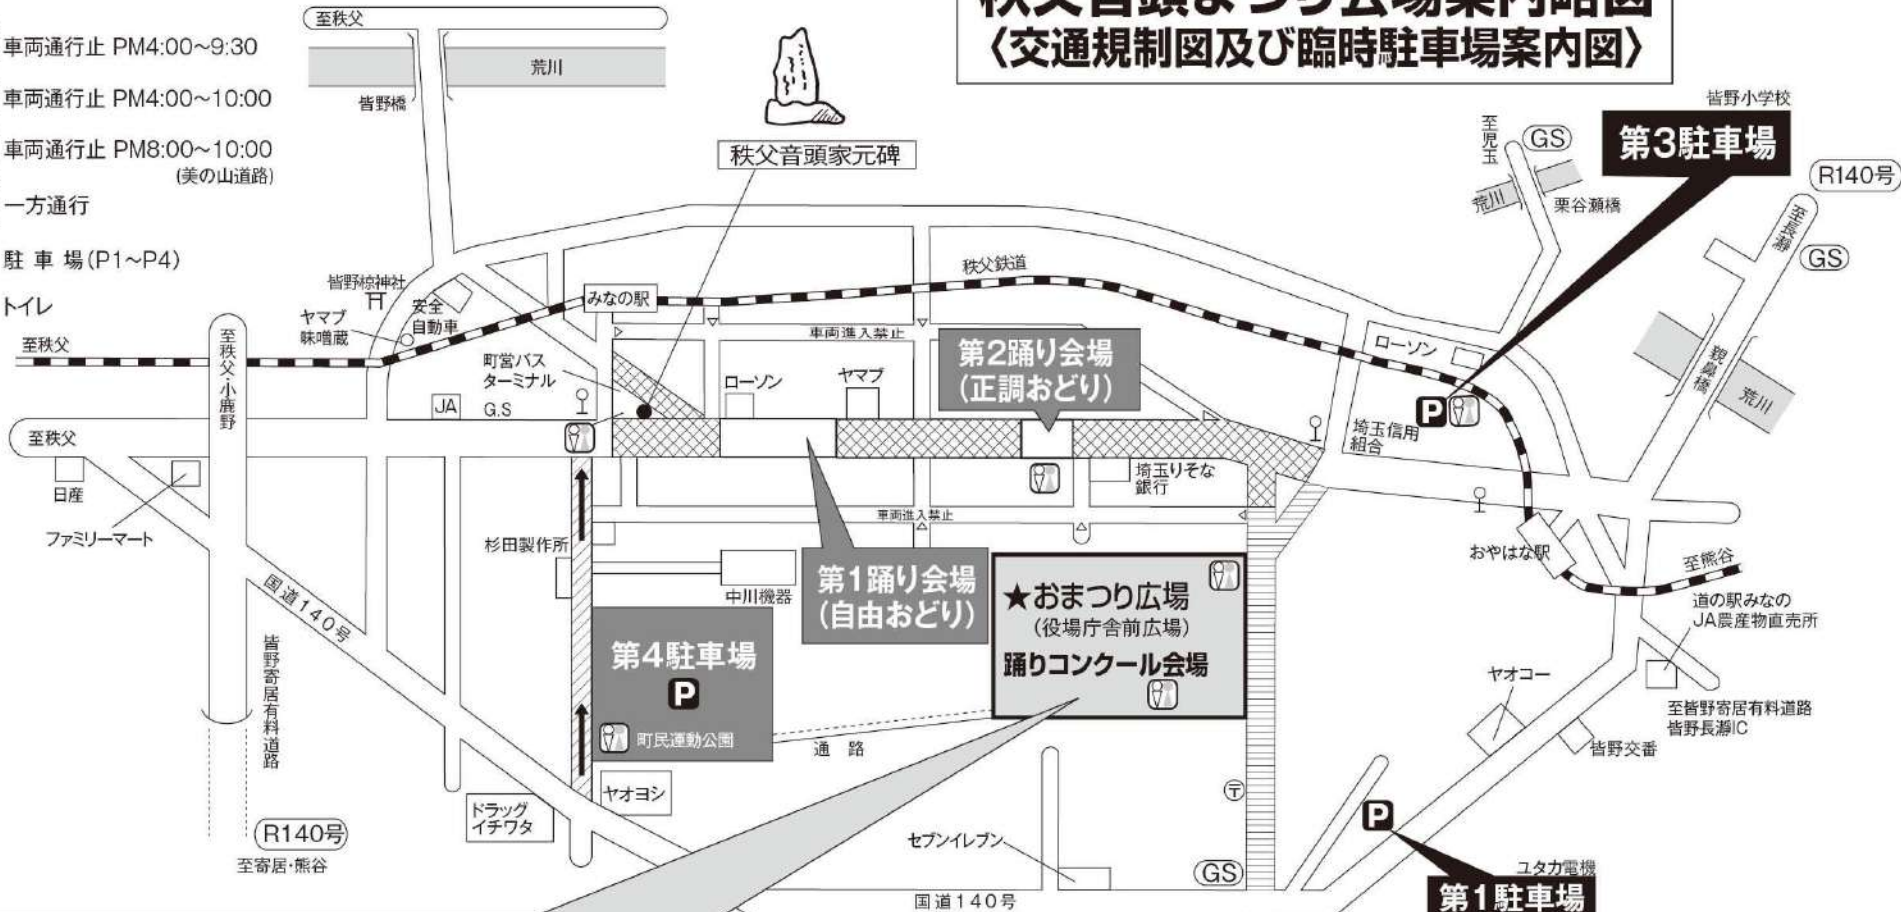 秩父音頭まつり会場案内略図
〈交通規制図及び臨時駐車場案内図〉
車両通行止 PM4:00～9:30
車両通行止 PM4:00～10:00
車両通行止 PM8:00～10:00
(美の山道路)
一方通行
駐 車 場(P1～P4)
トイレ
至秩父
荒川
皆野橋
秩父音頭家元碑
皆野小学校
第3駐車場
至児玉
GS
荒川
栗谷瀬橋
R140号
至長瀞
GS
親鼻橋
荒川
皆野椋神社
安全
自動車
ヤマブ
味噌蔵
みなの駅
秩父鉄道
至秩父
至秩父・小鹿野
車両進入禁止
町営バス
ターミナル
G.S
JA
ローソン
ヤマブ
第2踊り会場
(正調おどり)
ローソン
P
埼玉信用
組合
至秩父
日産
ファミリーマート
埼玉りそな
銀行
車両進入禁止
杉田製作所
中川機器
第1踊り会場
(自由おどり)
★おまつり広場
(役場庁舎前広場)
踊りコンクール会場
おやはな駅
至熊谷
道の駅みなの
JA農産物直売所
国道140号
皆野寄居有料道路
第4駐車場
P
町民運動公園
通 路
ヤオコー
至皆野寄居有料道路
皆野長瀞IC
皆野交番
ヤオヨシ
ドラッグ
イチワタ
R140号
至寄居・熊谷
セブンイレブン
〒
GS
国道140号
P
ユタカ電機
第1駐車場